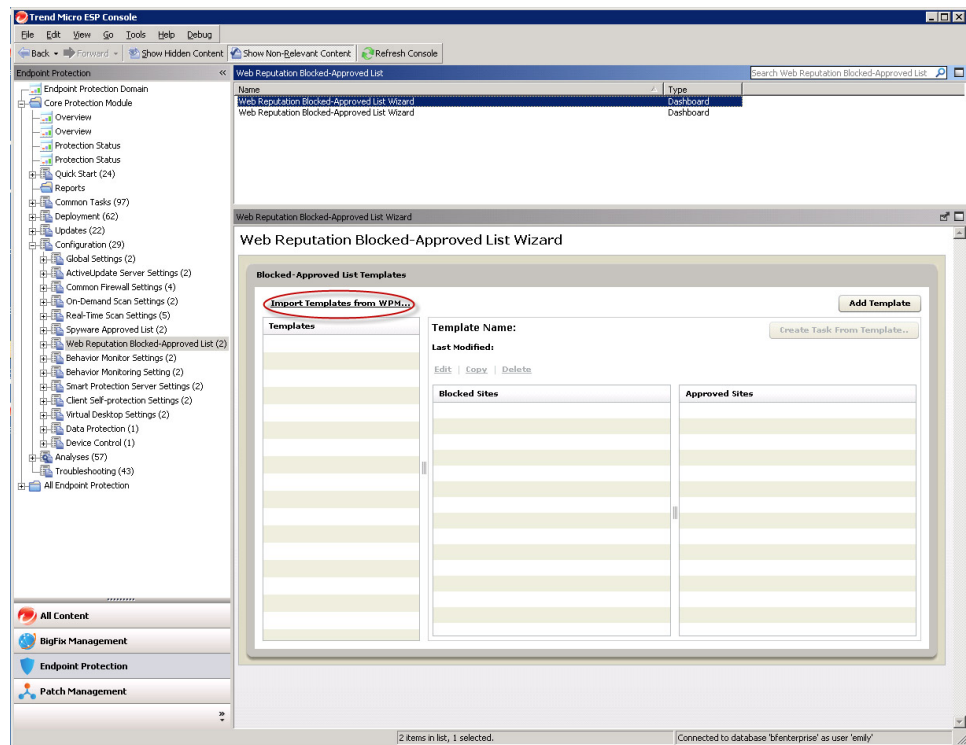 Trend Micro ESP Console
File Edit View Go Tools Help Debug
Back Forward Show Hidden Content Show Non-Relevant Content Refresh Console
Endpoint Protection «
Endpoint Protection Domain
Core Protection Module
Overview
Overview
Protection Status
Protection Status
Quick Start (24)
Reports
Common Tasks (97)
Deployment (62)
Updates (22)
Configuration (29)
Global Settings (2)
ActiveUpdate Server Settings (2)
Common Firewall Settings (4)
On-Demand Scan Settings (2)
Real-Time Scan Settings (5)
Spyware Approved List (2)
Web Reputation Blocked-Approved List (2)
Behavior Monitor Settings (2)
Behavior Monitoring Setting (2)
Smart Protection Server Settings (2)
Client Self-protection Settings (2)
Virtual Desktop Settings (2)
Data Protection (1)
Device Control (1)
Analyses (57)
Troubleshooting (43)
All Endpoint Protection
All Content
BigFix Management
Endpoint Protection
Patch Management
»
Web Reputation Blocked-Approved List Search Web Reputation Blocked-Approved List
Name Type
Web Reputation Blocked-Approved List Wizard Dashboard
Web Reputation Blocked-Approved List Wizard Dashboard
Web Reputation Blocked-Approved List Wizard
Web Reputation Blocked-Approved List Wizard
Blocked-Approved List Templates
Import Templates from WPM... Add Template
Templates
Template Name: Create Task From Template..
Last Modified:
Edit | Copy | Delete
Blocked Sites Approved Sites
2 items in list, 1 selected. Connected to database 'bfenterprise' as user 'emily'